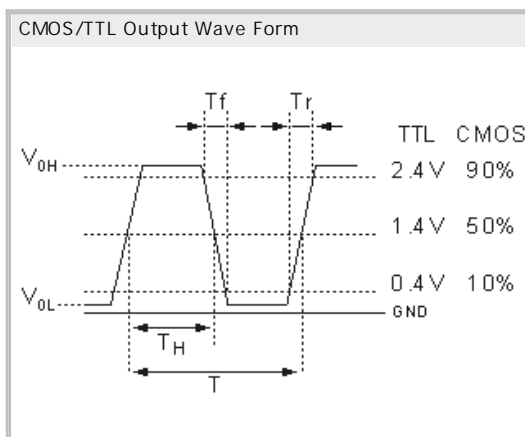 CMOS/TTL Output Wave Form
Tf Tr
TTL CMOS
V0H 2.4V 90%
1.4V 50%
0.4V 10%
V0L GND
TH
T